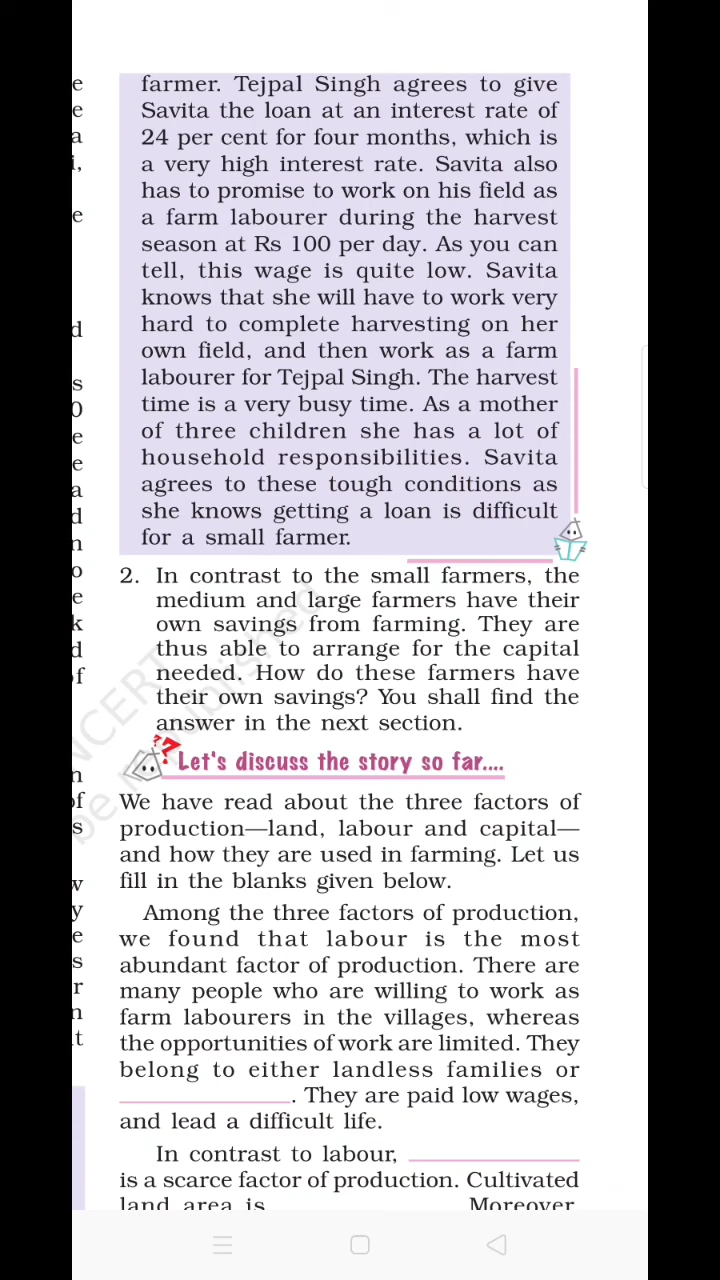 farmer. Tejpal Singh agrees to give
Savita the loan at an interest rate of
24 per cent for four months, which is
a very high interest rate. Savita also
has to promise to work on his field as
a farm labourer during the harvest
season at Rs 100 per day. As you can
tell, this wage is quite low. Savita
knows that she will have to work very
hard to complete harvesting on her
own field, and then work as a farm
labourer for Tejpal Singh. The harvest
time is a very busy time. As a mother
of three children she has a lot of
household responsibilities. Savita
agrees to these tough conditions as
she knows getting a loan is difficult
for a small farmer.
2. In contrast to the small farmers, the
medium and large farmers have their
own savings from farming. They are
thus able to arrange for the capital
needed. How do these farmers have
their own savings? You shall find the
answer in the next section.
??
Let's discuss the story so far....
We have read about the three factors of
production—land, labour and capital—
and how they are used in farming. Let us
fill in the blanks given below.
Among the three factors of production,
we found that labour is the most
abundant factor of production. There are
many people who are willing to work as
farm labourers in the villages, whereas
the opportunities of work are limited. They
belong to either landless families or
____________. They are paid low wages,
and lead a difficult life.
In contrast to labour, ____________
is a scarce factor of production. Cultivated
land area is Moreover,
NCERT
be published